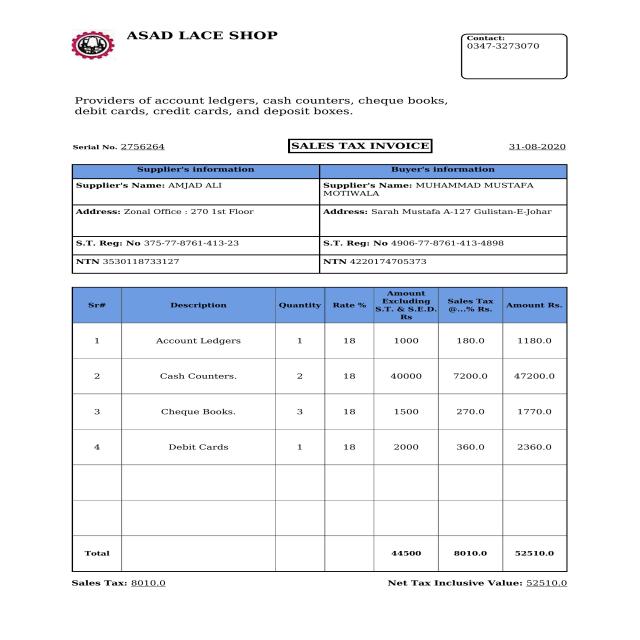 ASAD LACE SHOP
Contact:
0347-3273070
Providers of account ledgers, cash counters, cheque books,
debit cards, credit cards, and deposit boxes.
Serial No. 2756264 SALES TAX INVOICE 31-08-2020
Supplier's information Buyer's information
Supplier's Name: AMJAD ALI Buyer's Name: MUHAMMAD MUSTAFA
MOTIWALA
Address: Zonal Office : 270 1st Floor Address: Sarah Mustafa A-127 Gulistan-E-Johar
S.T. Reg: No 375-77-8761-413-23 S.T. Reg: No 4906-77-8761-413-4898
NTN 3530118733127 NTN 4220174705373
Sr# Description Quantity Rate % Amount Excluding S.T. & S.E.D. Rs Sales Tax @...% Rs. Amount Rs.
1 Account Ledgers 1 18 1000 180.0 1180.0
2 Cash Counters. 2 18 40000 7200.0 47200.0
3 Cheque Books. 3 18 1500 270.0 1770.0
4 Debit Cards 1 18 2000 360.0 2360.0
Total 44500 8010.0 52510.0
Sales Tax: 8010.0 Net Tax Inclusive Value: 52510.0